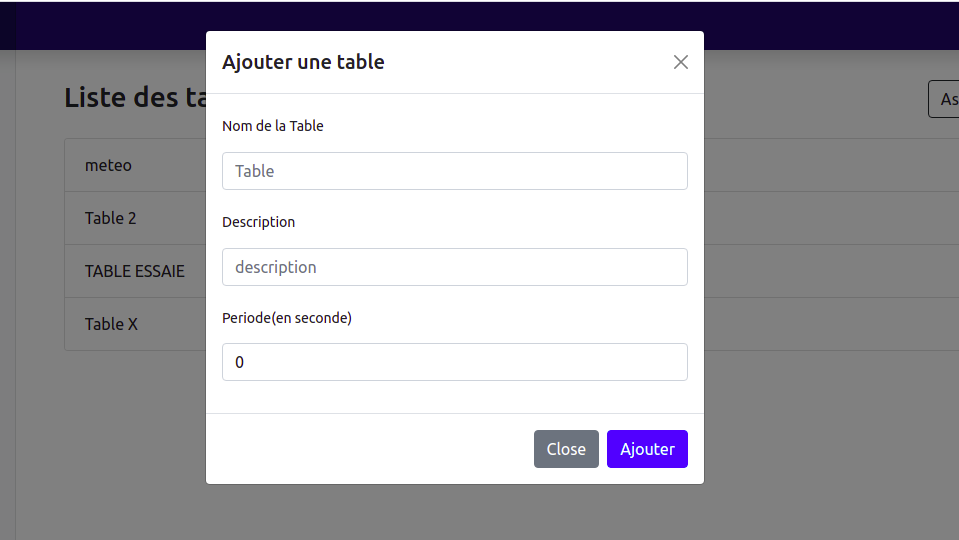 Ajouter une table
Liste des ta
As
Nom de la Table
meteo
Table
Table 2
Description
TABLE ESSAIE
description
Table X
Periode(en seconde)
0
Close
Ajouter